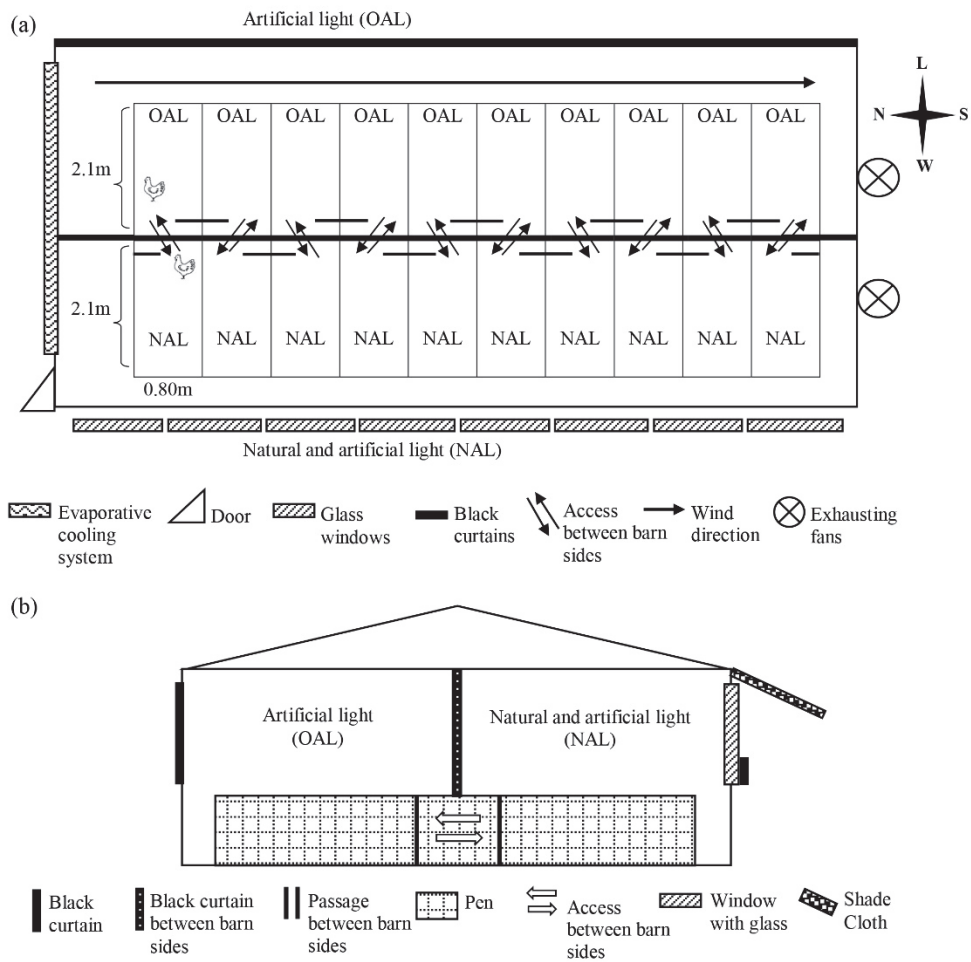 (a)
Artificial light (OAL)
L
N S
W
OAL OAL OAL OAL OAL OAL OAL OAL OAL OAL
2.1m
2.1m
NAL NAL NAL NAL NAL NAL NAL NAL NAL NAL
0.80m
Natural and artificial light (NAL)
Evaporative
cooling
system
Door
Glass
windows
Black
curtains
Access
between barn
sides
Wind
direction
Exhausting
fans
(b)
Artificial light
(OAL)
Natural and artificial light
(NAL)
Black
curtain
Black curtain
between barn
sides
Passage
between barn
sides
Pen
Access
between barn
sides
Window
with glass
Shade
Cloth